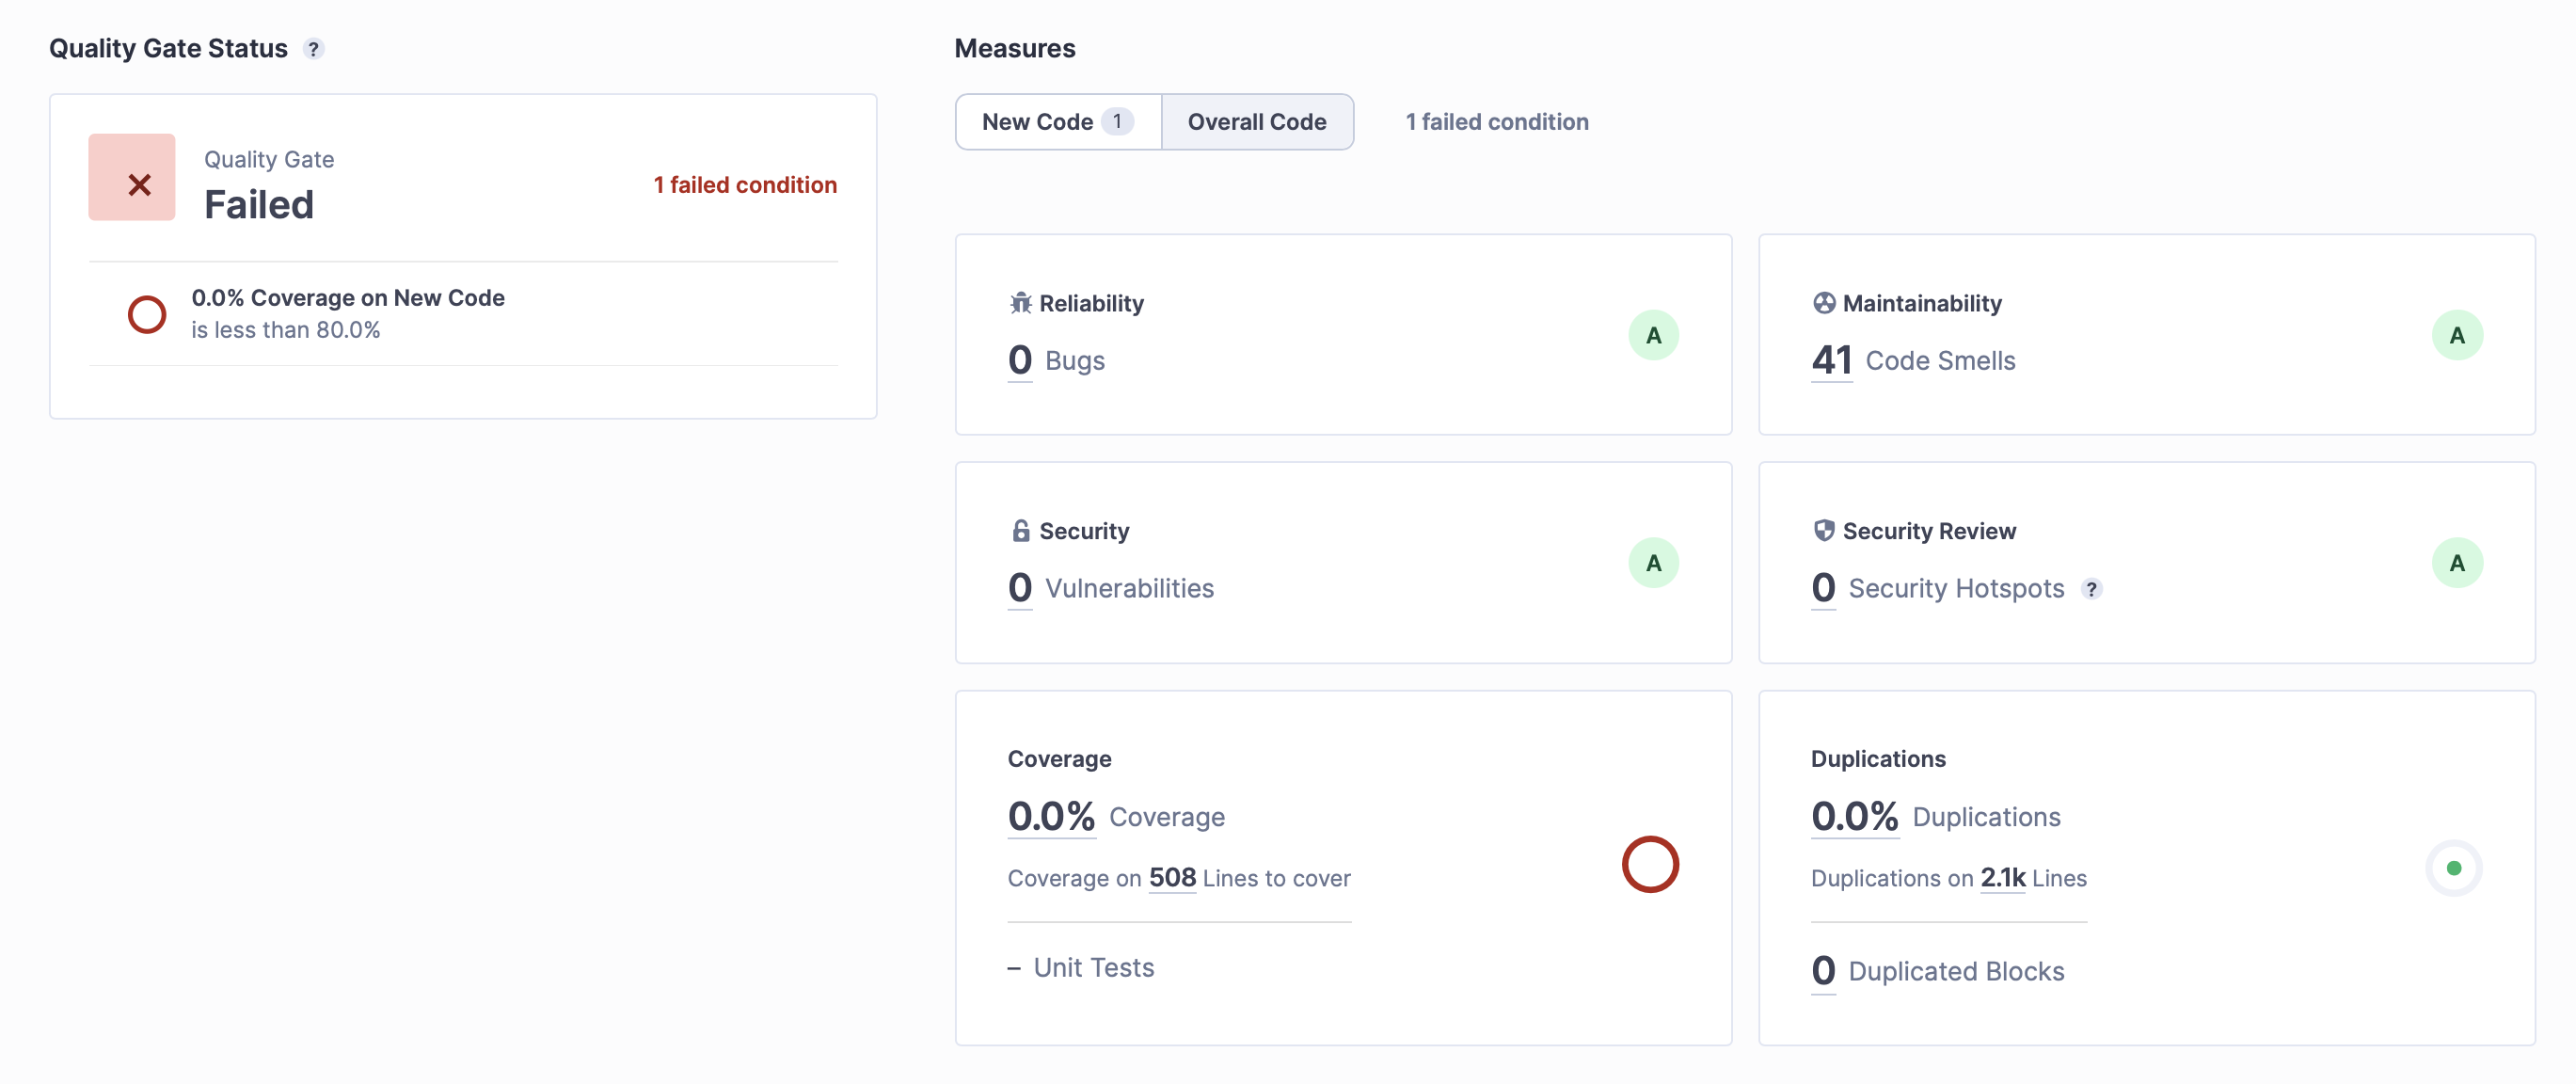 Quality Gate Status ?
Quality Gate
Failed
1 failed condition
0.0% Coverage on New Code
is less than 80.0%
Measures
New Code 1
Overall Code
1 failed condition
Reliability
0 Bugs
A
Maintainability
41 Code Smells
A
Security
0 Vulnerabilities
A
Security Review
0 Security Hotspots ?
A
Coverage
0.0% Coverage
Coverage on 508 Lines to cover
– Unit Tests
Duplications
0.0% Duplications
Duplications on 2.1k Lines
0 Duplicated Blocks